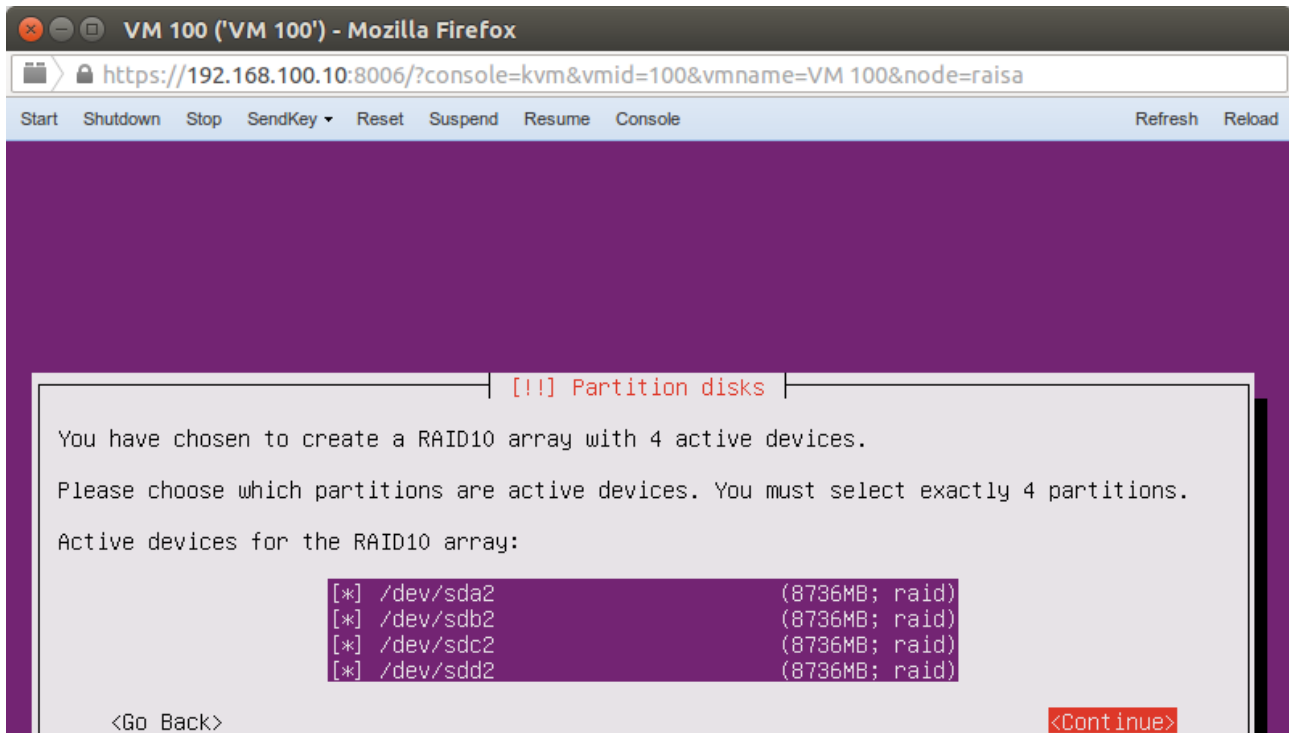 VM 100 ('VM 100') - Mozilla Firefox
https://192.168.100.10:8006/?console=kvm&vmid=100&vmname=VM 100&node=raisa
Start Shutdown Stop SendKey Reset Suspend Resume Console Refresh Reload
[!!] Partition disks
You have chosen to create a RAID10 array with 4 active devices.
Please choose which partitions are active devices. You must select exactly 4 partitions.
Active devices for the RAID10 array:
[*] /dev/sda2 (8736MB; raid)
[*] /dev/sdb2 (8736MB; raid)
[*] /dev/sdc2 (8736MB; raid)
[*] /dev/sdd2 (8736MB; raid)
<Go Back> <Continue>